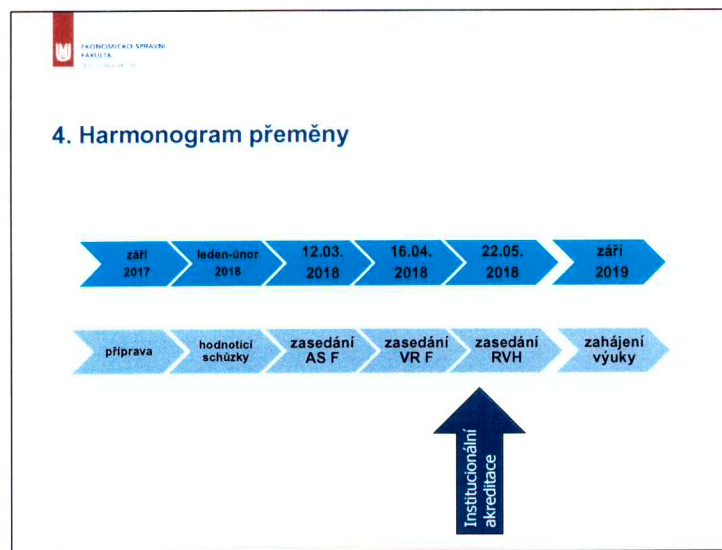 EKONOMICKO-SPRÁVNÍ
FAKULTA
4. Harmonogram přeměny
září
2017
leden-únor
2018
12.03.
2018
16.04.
2018
22.05.
2018
září
2019
příprava
hodnoticí
schůzky
zasedání
AS F
zasedání
VR F
zasedání
RVH
zahájení
výuky
Institucionální
akreditace